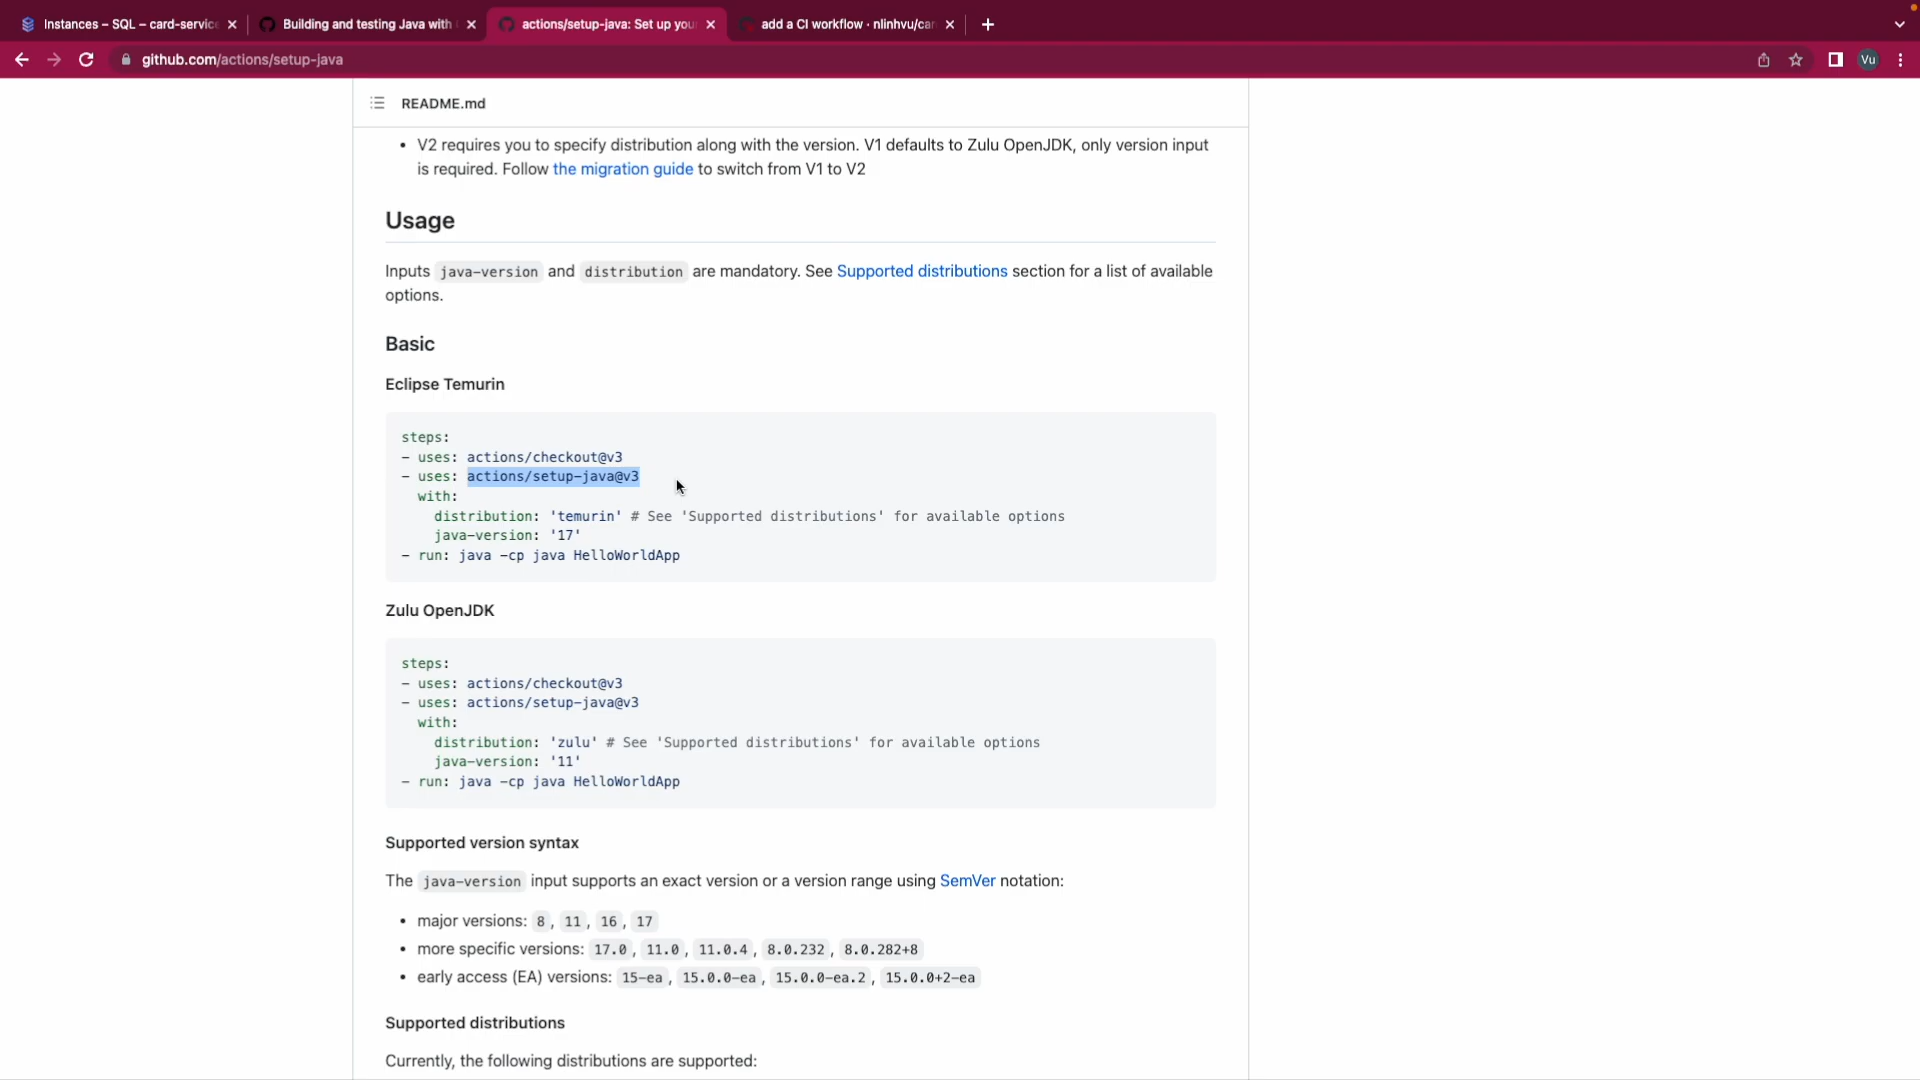 Instances – SQL – card-service
Building and testing Java with
actions/setup-java: Set up your
add a CI workflow · nlinhvu/car
github.com/actions/setup-java
Vu
README.md
• V2 requires you to specify distribution along with the version. V1 defaults to Zulu OpenJDK, only version input
is required. Follow the migration guide to switch from V1 to V2
Usage
Inputs java-version and distribution are mandatory. See Supported distributions section for a list of available
options.
Basic
Eclipse Temurin
steps:
- uses: actions/checkout@v3
- uses: actions/setup-java@v3
with:
distribution: 'temurin' # See 'Supported distributions' for available options
java-version: '17'
- run: java -cp java HelloWorldApp
Zulu OpenJDK
steps:
- uses: actions/checkout@v3
- uses: actions/setup-java@v3
with:
distribution: 'zulu' # See 'Supported distributions' for available options
java-version: '11'
- run: java -cp java HelloWorldApp
Supported version syntax
The java-version input supports an exact version or a version range using SemVer notation:
• major versions: 8, 11, 16, 17
• more specific versions: 17.0, 11.0, 11.0.4, 8.0.232, 8.0.282+8
• early access (EA) versions: 15-ea, 15.0.0-ea, 15.0.0-ea.2, 15.0.0+2-ea
Supported distributions
Currently, the following distributions are supported: